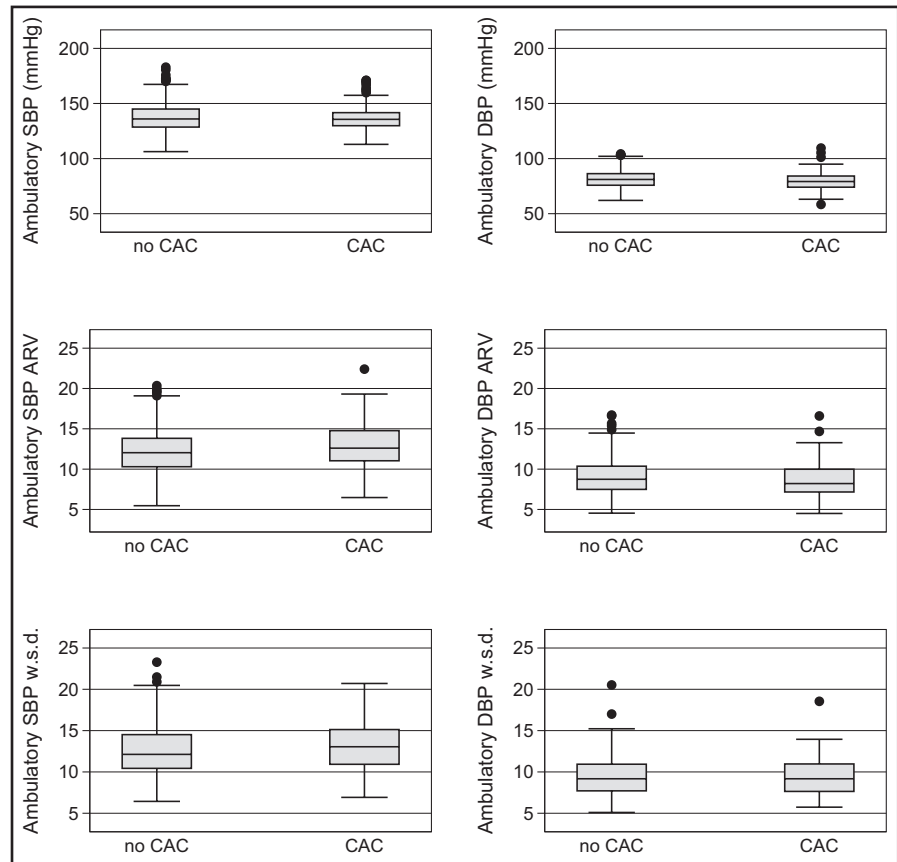 Ambulatory SBP (mmHg)
200
150
100
50
no CAC CAC
Ambulatory DBP (mmHg)
200
150
100
50
no CAC CAC
Ambulatory SBP ARV
25
20
15
10
5
no CAC CAC
Ambulatory DBP ARV
25
20
15
10
5
no CAC CAC
Ambulatory SBP w.s.d.
25
20
15
10
5
no CAC CAC
Ambulatory DBP w.s.d.
25
20
15
10
5
no CAC CAC